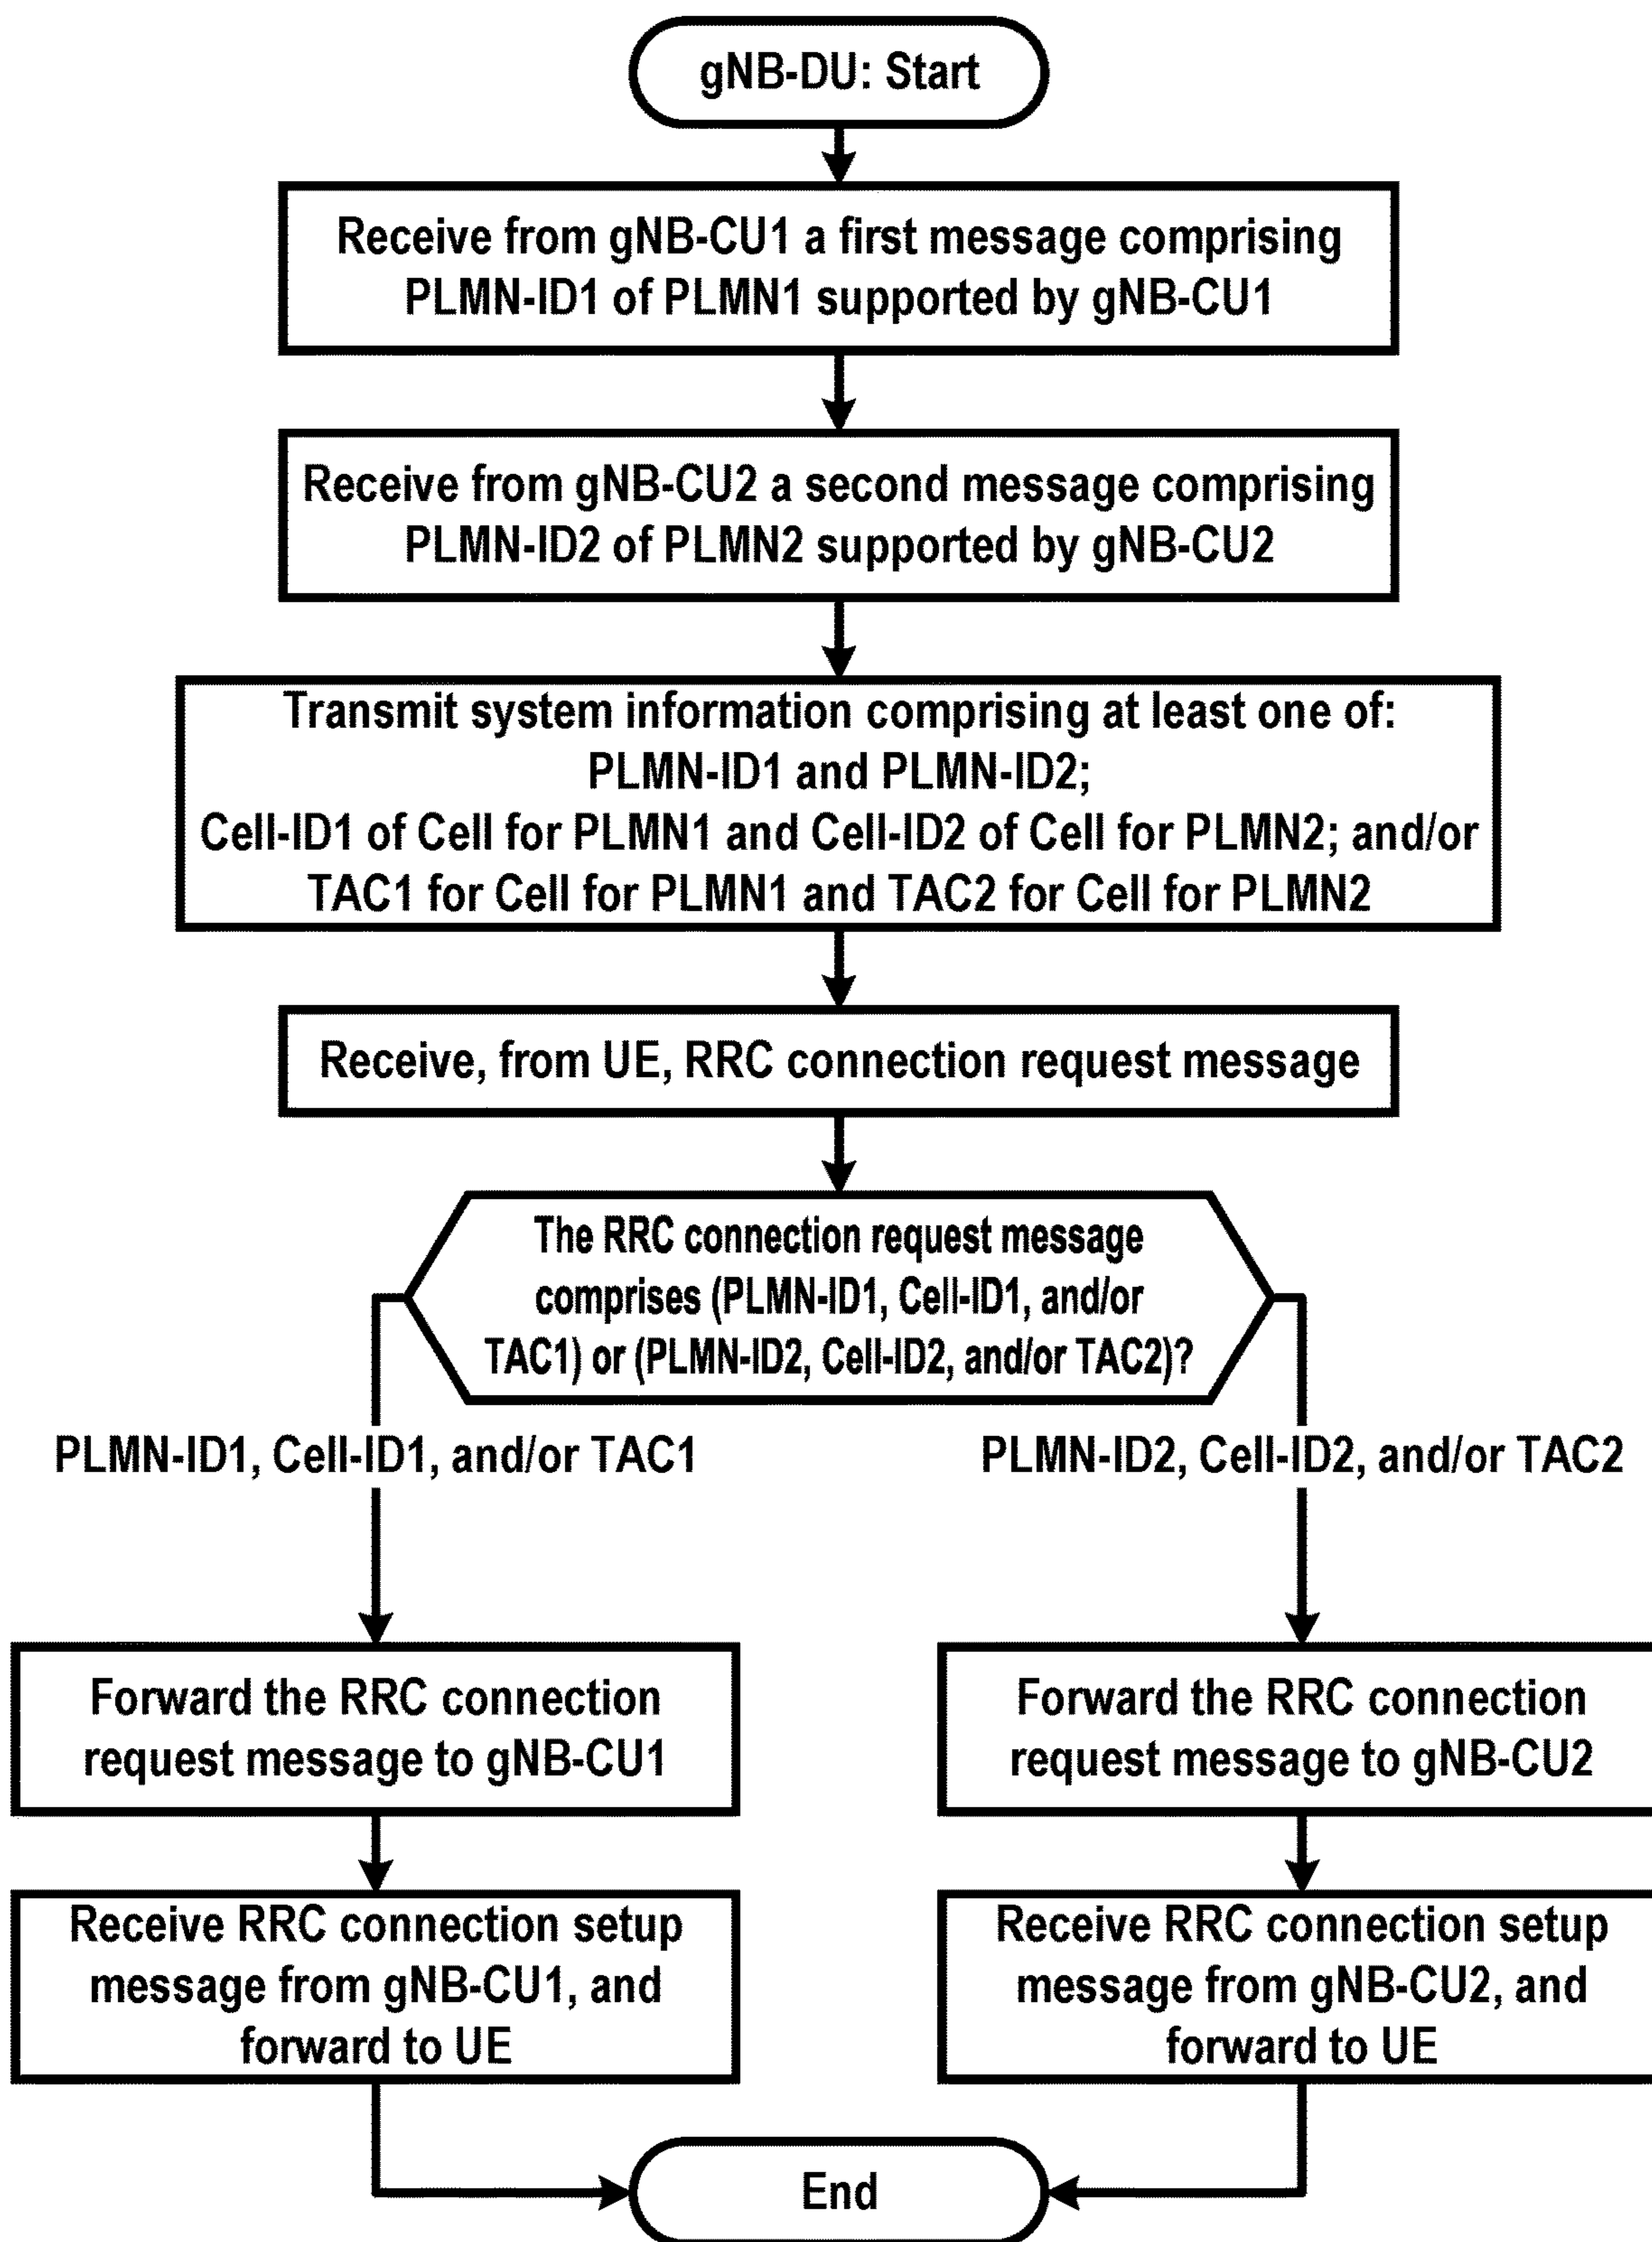 gNB-DU: Start
Receive from gNB-CU1 a first message comprising
PLMN-ID1 of PLMN1 supported by gNB-CU1
Receive from gNB-CU2 a second message comprising
PLMN-ID2 of PLMN2 supported by gNB-CU2
Transmit system information comprising at least one of:
PLMN-ID1 and PLMN-ID2;
Cell-ID1 of Cell for PLMN1 and Cell-ID2 of Cell for PLMN2; and/or
TAC1 for Cell for PLMN1 and TAC2 for Cell for PLMN2
Receive, from UE, RRC connection request message
The RRC connection request message
comprises (PLMN-ID1, Cell-ID1, and/or
TAC1) or (PLMN-ID2, Cell-ID2, and/or TAC2)?
PLMN-ID1, Cell-ID1, and/or TAC1
PLMN-ID2, Cell-ID2, and/or TAC2
Forward the RRC connection
request message to gNB-CU1
Forward the RRC connection
request message to gNB-CU2
Receive RRC connection setup
message from gNB-CU1, and
forward to UE
Receive RRC connection setup
message from gNB-CU2, and
forward to UE
End